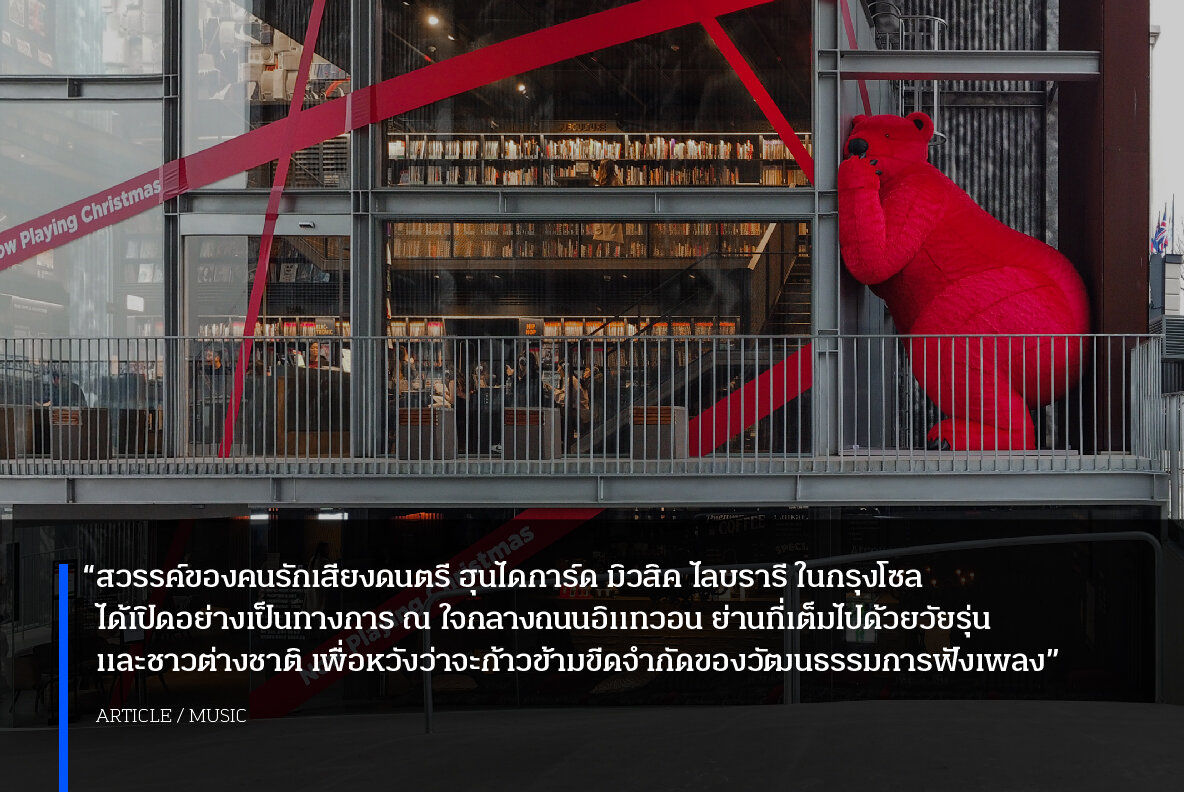 ow Playing Christmas
HIP
HOP
COFFEE
Now Playing Christmas
“สวรรค์ของคนรักเสียงดนตรี ฮุนไดการ์ด มิวสิค ไลบรารี ในกรุงโซล
ได้เปิดอย่างเป็นทางการ ณ ใจกลางถนนอิแทวอน ย่านที่เต็มไปด้วยวัยรุ่น
และชาวต่างชาติ เพื่อหวังว่าจะก้าวข้ามขีดจำกัดของวัฒนธรรมการฟังเพลง”
ARTICLE / MUSIC